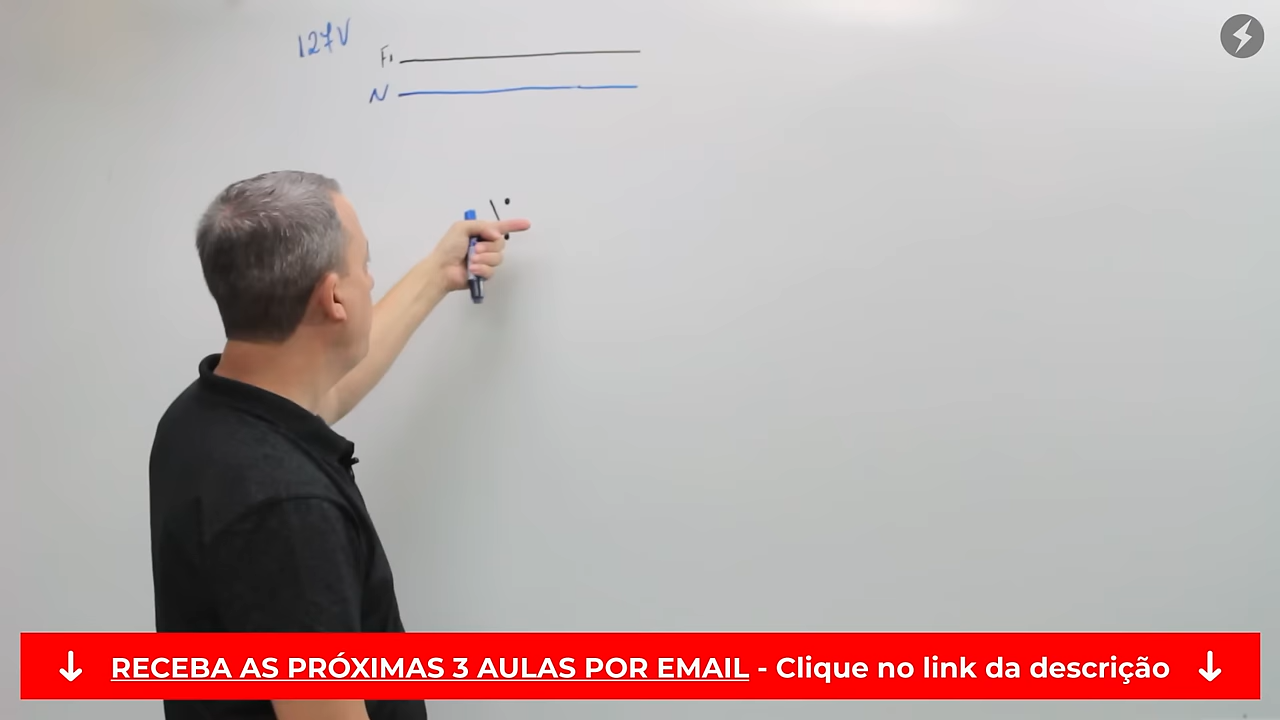 127V
F1
N
↓ RECEBA AS PRÓXIMAS 3 AULAS POR EMAIL - Clique no link da descrição ↓